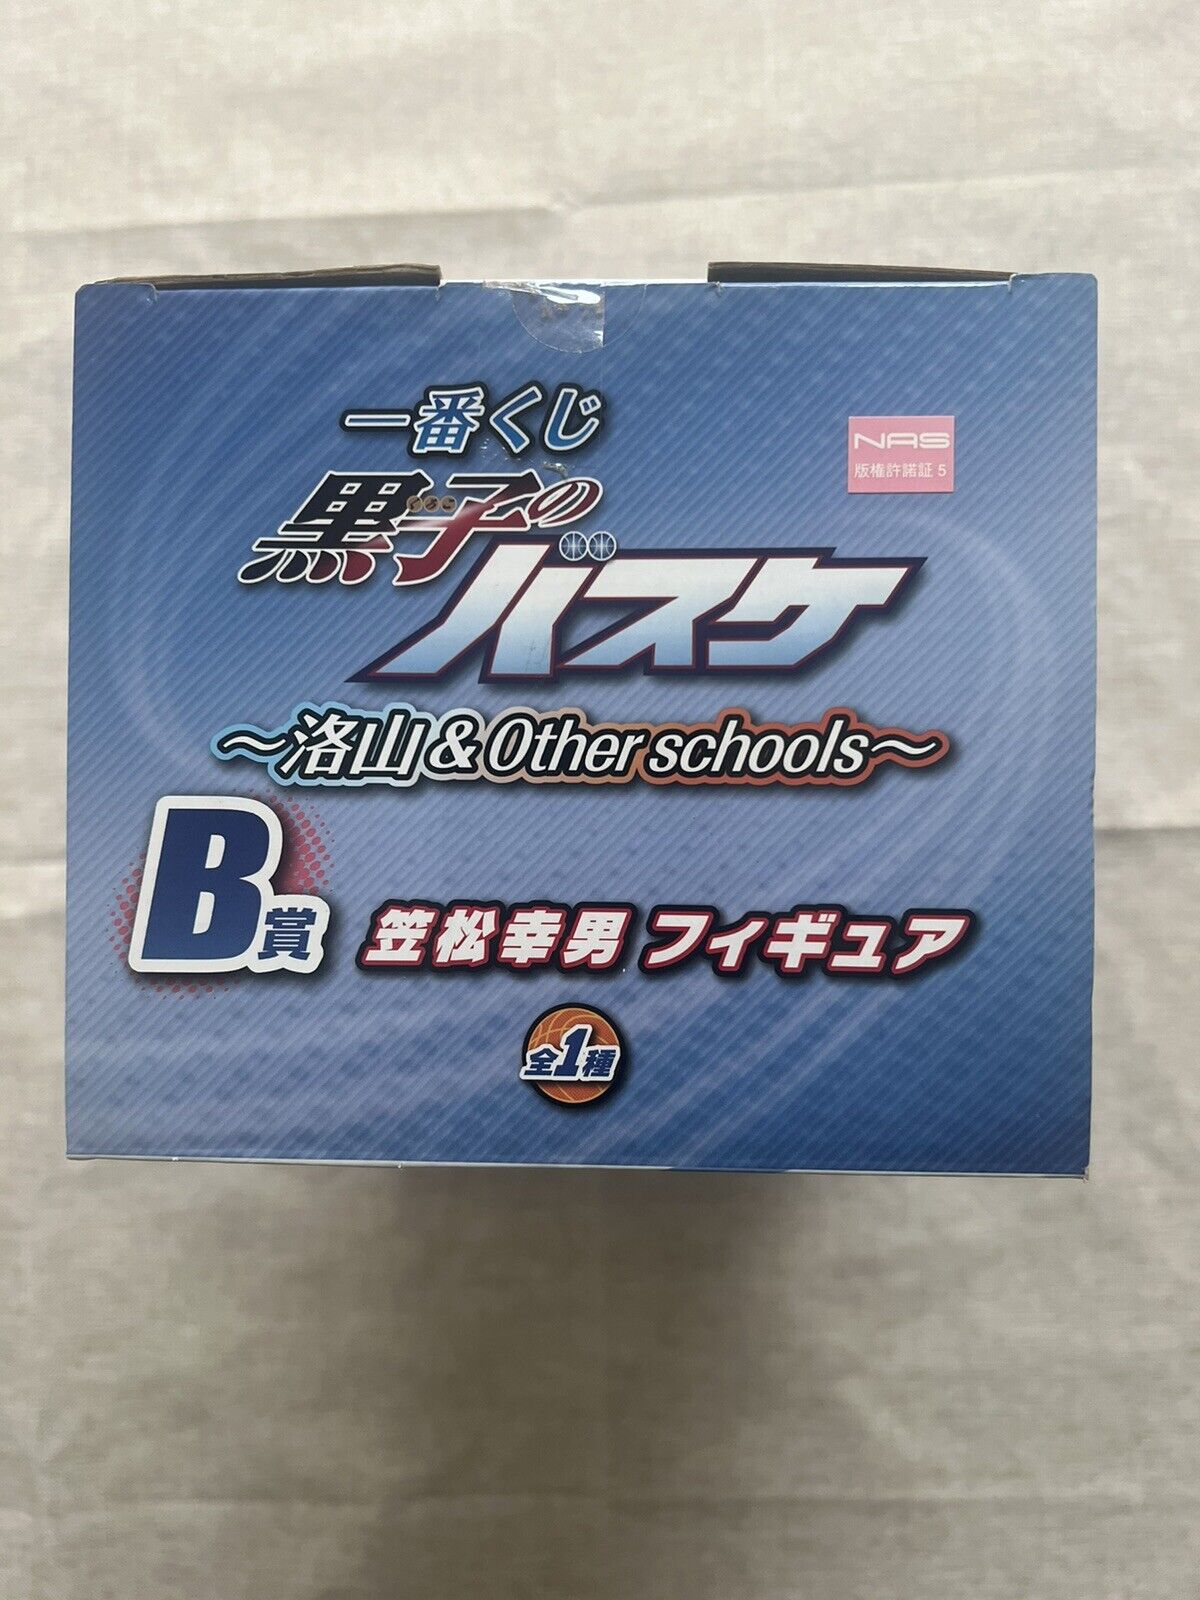 一番くじ
NAS
版権許諾証 5
黒子の
バスケ
～洛山&Other schools～
B賞
笠松幸男 フィギュア
全1種